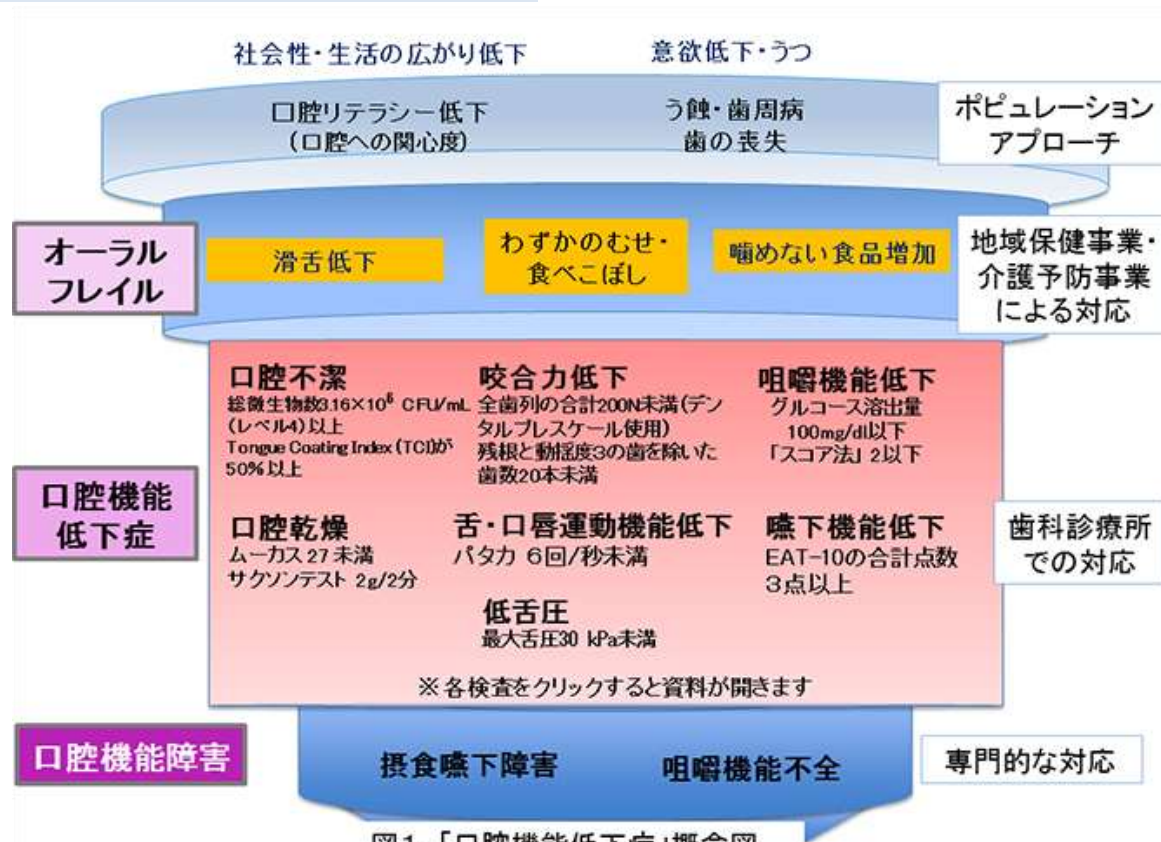 社会性・生活の広がり低下
意欲低下・うつ
口腔リテラシー低下
(口腔への関心度)
う蝕・歯周病
歯の喪失
ポピュレーション
アプローチ
オーラル
フレイル
滑舌低下
わずかのむせ・
食べこぼし
噛めない食品増加
地域保健事業・
介護予防事業
による対応
口腔機能
低下症
口腔不潔
総微生物数3.16×10⁶ CFU/mL
(レベル4)以上
Tongue Coating Index (TCI)が
50%以上
咬合力低下
全歯列の合計200N未満(デン
タルプレスケール使用)
残根と動揺度3の歯を除いた
歯数20本未満
咀嚼機能低下
グルコース溶出量
100mg/dl以下
「スコア法」2以下
口腔乾燥
ムーカス27未満
サクソンテスト 2g/2分
舌・口唇運動機能低下
パタカ 6回/秒未満
嚥下機能低下
EAT-10の合計点数
3点以上
低舌圧
最大舌圧30 kPa未満
※各検査をクリックすると資料が開きます
歯科診療所
での対応
口腔機能障害
摂食嚥下障害
咀嚼機能不全
専門的な対応
図1 「口腔機能低下症」概念図